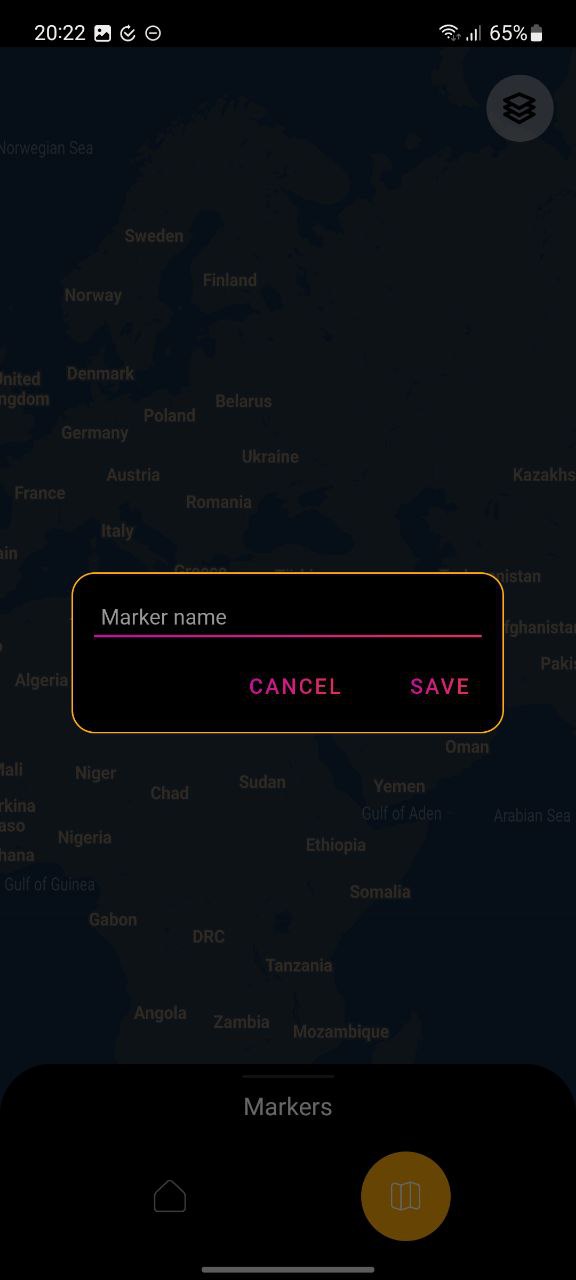 20:22
65%
Norwegian Sea
Sweden
Finland
Norway
Denmark
Belarus
Poland
Germany
Ukraine
Austria
Kazakhs
France
Romania
Italy
Marker name
Algeria
CANCEL
SAVE
Oman
Niger
Sudan
Yemen
Chad
Gulf of Aden
Arabian Sea
Nigeria
Ethiopia
Gulf of Guinea
Somalia
Gabon
DRC
Tanzania
Angola
Zambia
Mozambique
Markers